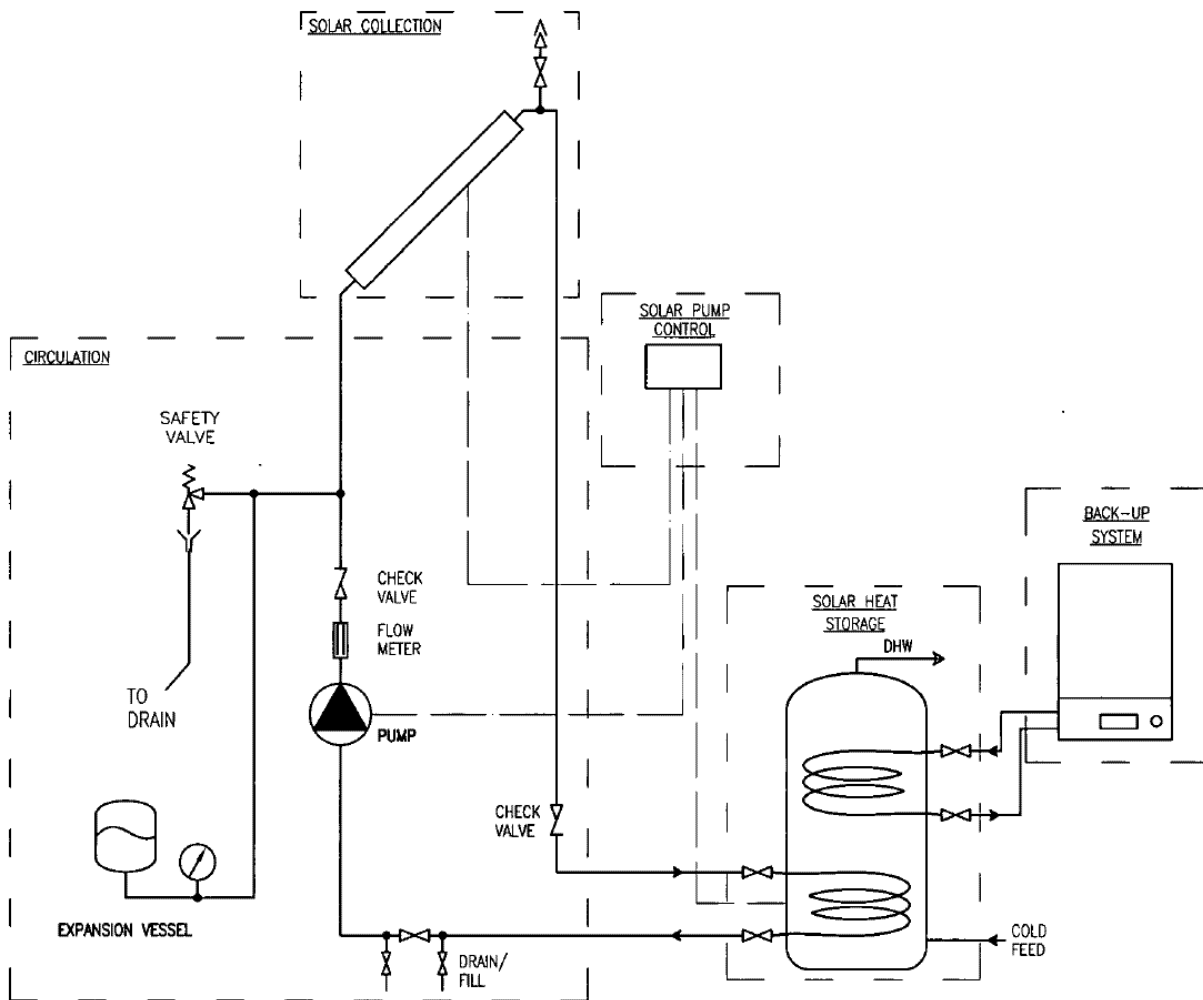 SOLAR COLLECTION
SOLAR PUMP
CONTROL
CIRCULATION
SAFETY
VALVE
BACK-UP
SYSTEM
CHECK
VALVE
SOLAR HEAT
STORAGE
FLOW
METER
DHW
TO
DRAIN
PUMP
CHECK
VALVE
EXPANSION VESSEL
COLD
FEED
DRAIN/
FILL